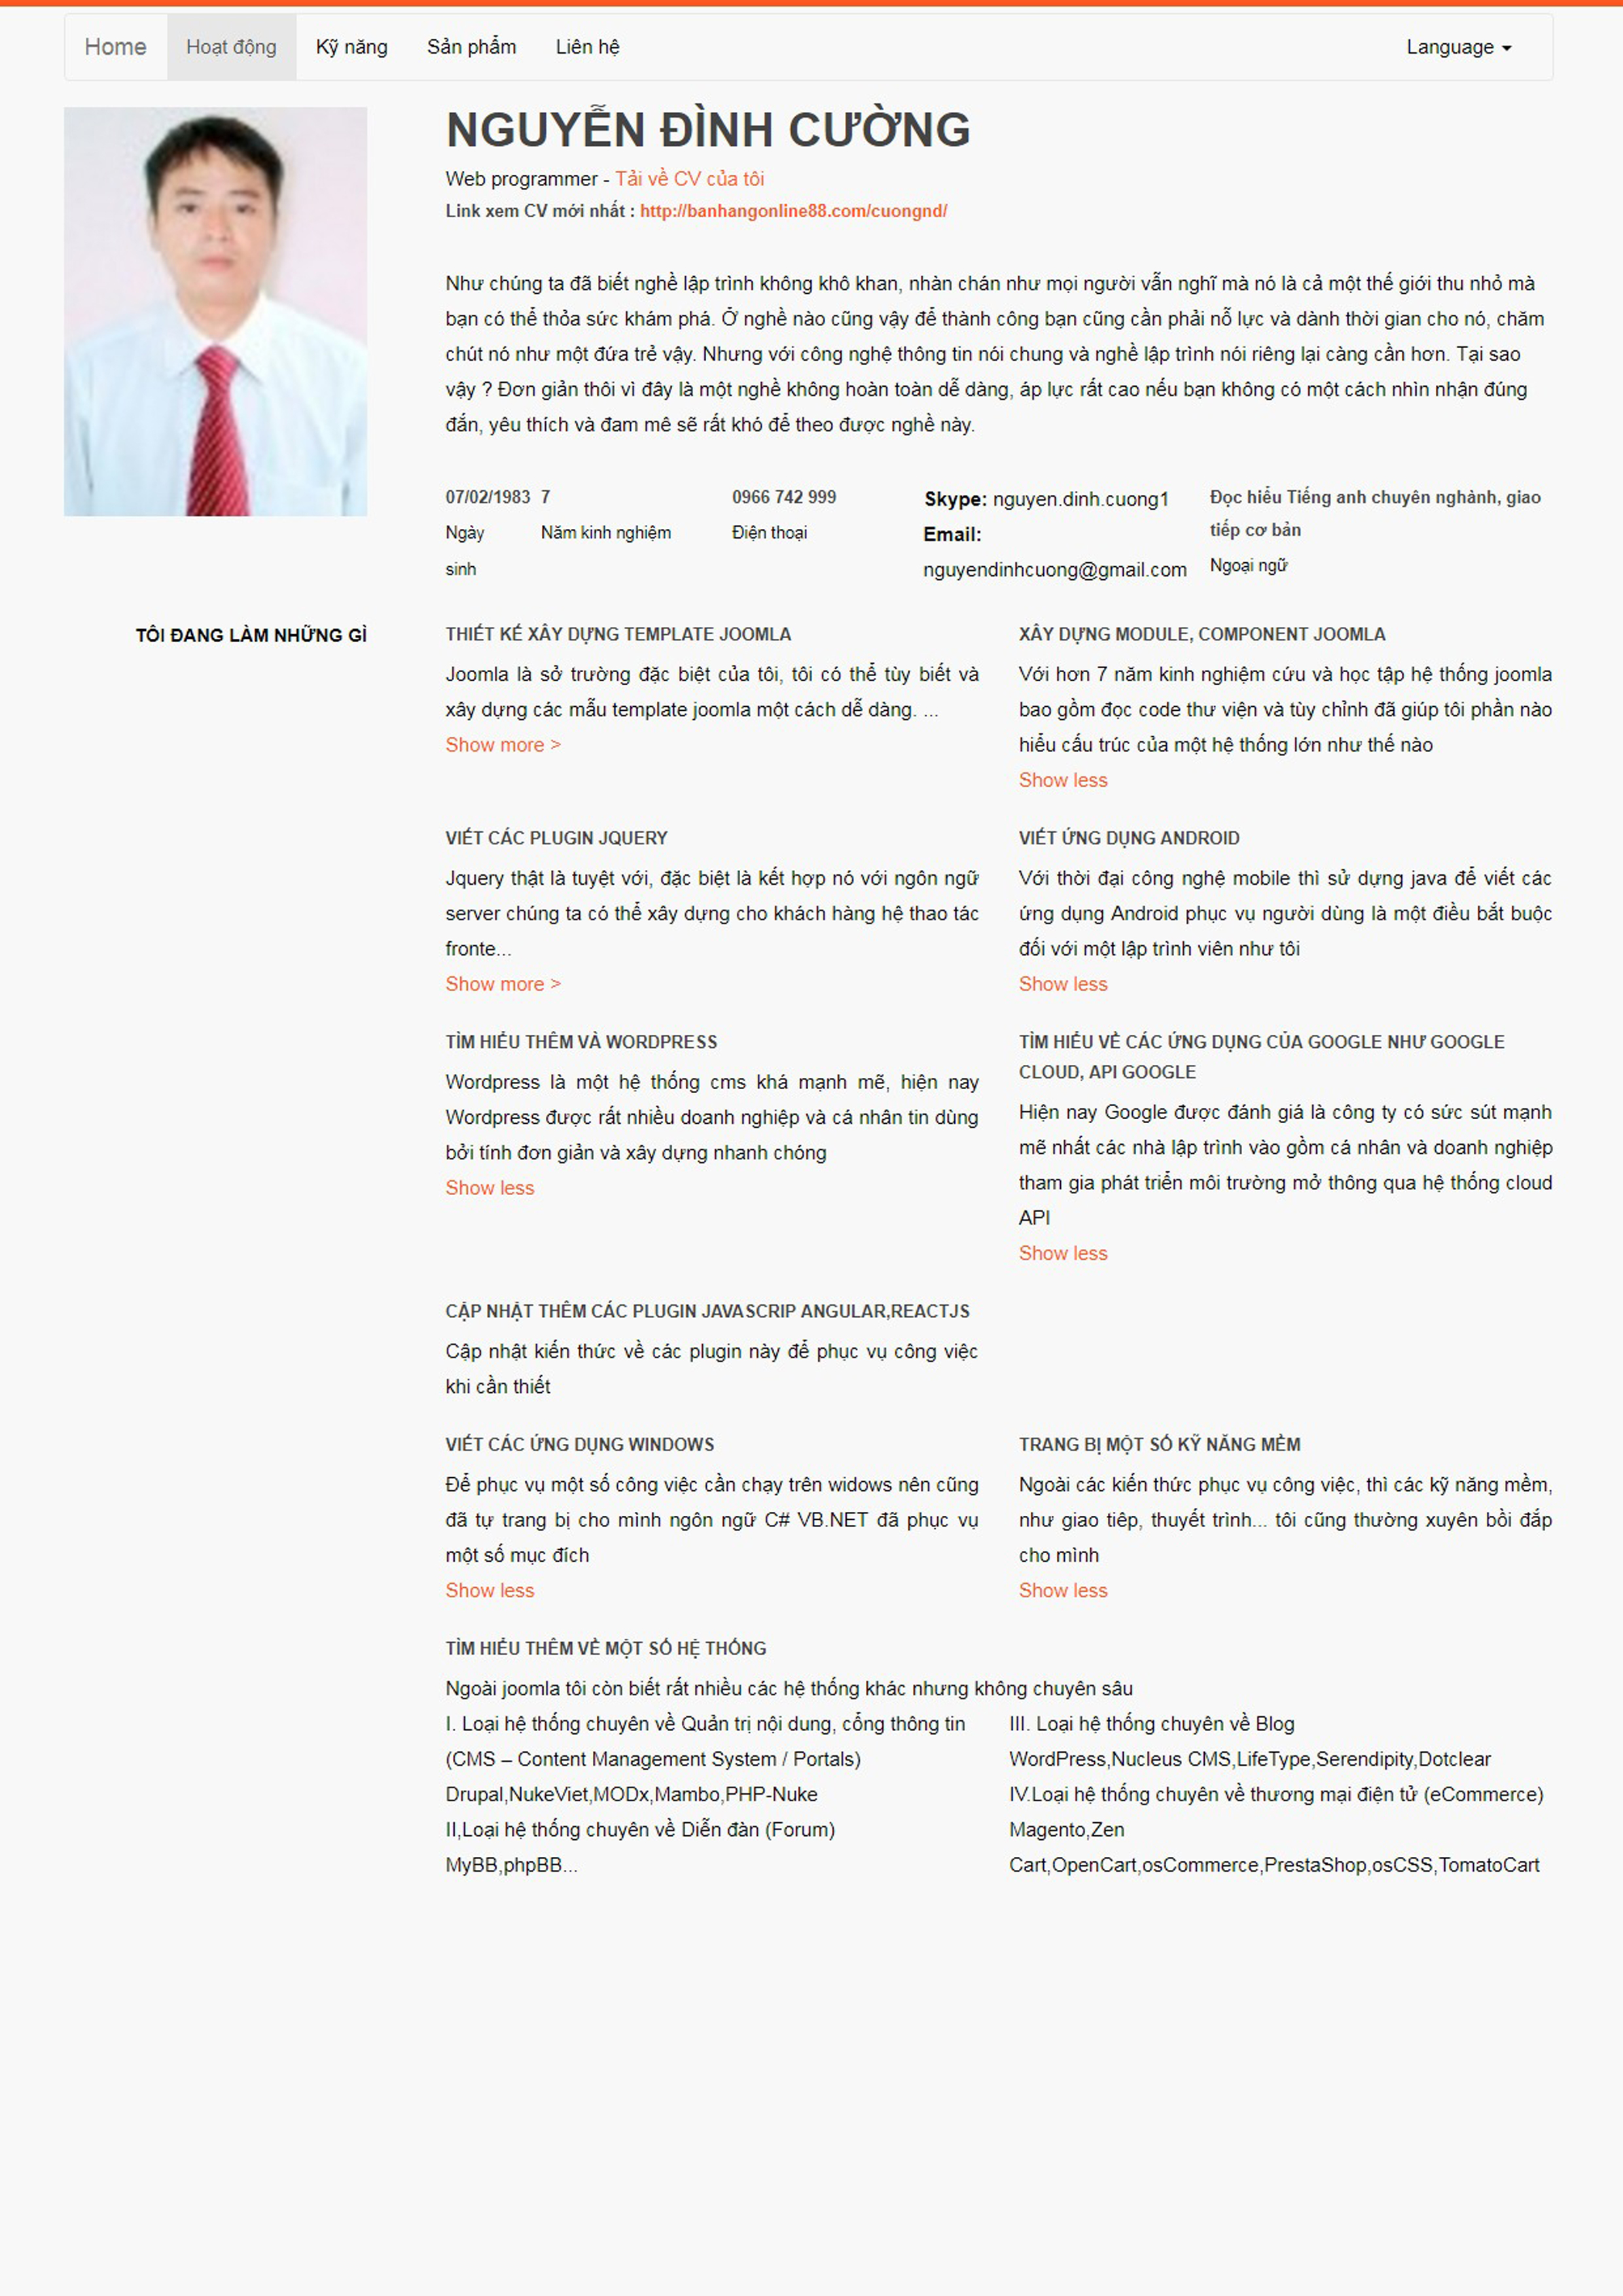 Home Hoạt động Kỹ năng Sản phẩm Liên hệ Language
NGUYỄN ĐÌNH CƯỜNG
Web programmer - Tải về CV của tôi
Link xem CV mới nhất : http://banhangonline88.com/cuongnd/
Như chúng ta đã biết nghề lập trình không khô khan, nhàn chán như mọi người vẫn nghĩ mà nó là cả một thế giới thu nhỏ mà
bạn có thể thỏa sức khám phá. Ở nghề nào cũng vậy để thành công bạn cũng cần phải nỗ lực và dành thời gian cho nó, chăm
chút nó như một đứa trẻ vậy. Nhưng với công nghệ thông tin nói chung và nghề lập trình nói riêng lại càng cần hơn. Tại sao
vậy ? Đơn giản thôi vì đây là một nghề không hoàn toàn dễ dàng, áp lực rất cao nếu bạn không có một cách nhìn nhận đúng
đắn, yêu thích và đam mê sẽ rất khó để theo được nghề này.
07/02/1983
Ngày
sinh
7
Năm kinh nghiệm
0966 742 999
Điện thoại
Skype: nguyen.dinh.cuong1
Email:
nguyendinhcuong@gmail.com
Đọc hiểu Tiếng anh chuyên nghành, giao
tiếp cơ bản
Ngoại ngữ
TÔI ĐANG LÀM NHỮNG GÌ
THIẾT KẾ XÂY DỰNG TEMPLATE JOOMLA
Joomla là sở trường đặc biệt của tôi, tôi có thể tùy biết và
xây dựng các mẫu template joomla một cách dễ dàng. ...
Show more >
XÂY DỰNG MODULE, COMPONENT JOOMLA
Với hơn 7 năm kinh nghiệm cứu và học tập hệ thống joomla
bao gồm đọc code thư viện và tùy chỉnh đã giúp tôi phần nào
hiểu cấu trúc của một hệ thống lớn như thế nào
Show less
VIẾT CÁC PLUGIN JQUERY
Jquery thật là tuyệt với, đặc biệt là kết hợp nó với ngôn ngữ
server chúng ta có thể xây dựng cho khách hàng hệ thao tác
fronte...
Show more >
VIẾT ỨNG DỤNG ANDROID
Với thời đại công nghệ mobile thì sử dựng java để viết các
ứng dụng Android phục vụ người dùng là một điều bắt buộc
đối với một lập trình viên như tôi
Show less
TÌM HIỂU THÊM VÀ WORDPRESS
Wordpress là một hệ thống cms khá mạnh mẽ, hiện nay
Wordpress được rất nhiều doanh nghiệp và cá nhân tin dùng
bởi tính đơn giản và xây dựng nhanh chóng
Show less
TÌM HIỂU VỀ CÁC ỨNG DỤNG CỦA GOOGLE NHƯ GOOGLE
CLOUD, API GOOGLE
Hiện nay Google được đánh giá là công ty có sức sút mạnh
mẽ nhất các nhà lập trình vào gồm cá nhân và doanh nghiệp
tham gia phát triển môi trường mở thông qua hệ thống cloud
API
Show less
CẬP NHẬT THÊM CÁC PLUGIN JAVASCRIP ANGULAR,REACTJS
Cập nhật kiến thức về các plugin này để phục vụ công việc
khi cần thiết
VIẾT CÁC ỨNG DỤNG WINDOWS
Để phục vụ một số công việc cần chạy trên widows nên cũng
đã tự trang bị cho mình ngôn ngữ C# VB.NET đã phục vụ
một số mục đích
Show less
TRANG BỊ MỘT SỐ KỸ NĂNG MỀM
Ngoài các kiến thức phục vụ công việc, thì các kỹ năng mềm,
như giao tiêp, thuyết trình... tôi cũng thường xuyên bồi đắp
cho mình
Show less
TÌM HIỂU THÊM VỀ MỘT SỐ HỆ THỐNG
Ngoài joomla tôi còn biết rất nhiều các hệ thống khác nhưng không chuyên sâu
I. Loại hệ thống chuyên về Quản trị nội dung, cổng thông tin
(CMS – Content Management System / Portals)
Drupal,NukeViet,MODx,Mambo,PHP-Nuke
II,Loại hệ thống chuyên về Diễn đàn (Forum)
MyBB,phpBB...
III. Loại hệ thống chuyên về Blog
WordPress,Nucleus CMS,LifeType,Serendipity,Dotclear
IV.Loại hệ thống chuyên về thương mại điện tử (eCommerce)
Magento,Zen
Cart,OpenCart,osCommerce,PrestaShop,osCSS,TomatoCart